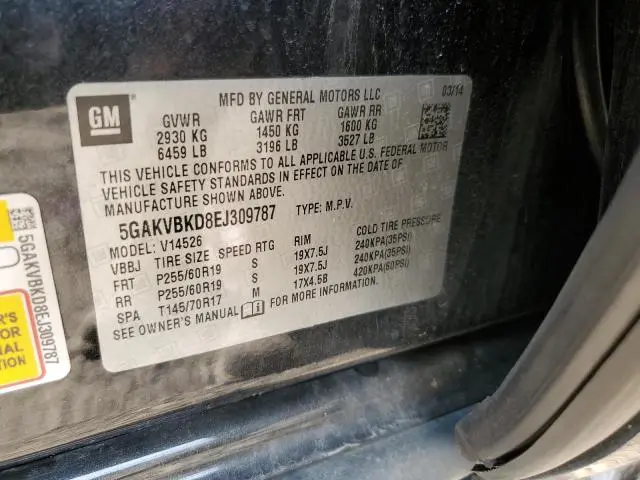 GM
MFD BY GENERAL MOTORS LLC 03/14
GVWR GAWR FRT GAWR RR
2930 KG 1450 KG 1600 KG
6459 LB 3196 LB 3527 LB
THIS VEHICLE CONFORMS TO ALL APPLICABLE U.S. FEDERAL MOTOR
VEHICLE SAFETY STANDARDS IN EFFECT ON THE DATE OF
MANUFACTURE SHOWN ABOVE.
5GAKVBKD8EJ309787 TYPE: M.P.V.
MODEL: V14526
VBBJ TIRE SIZE SPEED RTG RIM COLD TIRE PRESSURE
FRT P255/60R19 S 19X7.5J 240KPA(35PSI)
RR P255/60R19 S 19X7.5J 240KPA(35PSI)
SPA T145/70R17 M 17X4.5B 420KPA(60PSI)
SEE OWNER'S MANUAL FOR MORE INFORMATION.
5GAKVBKD8EJ309787